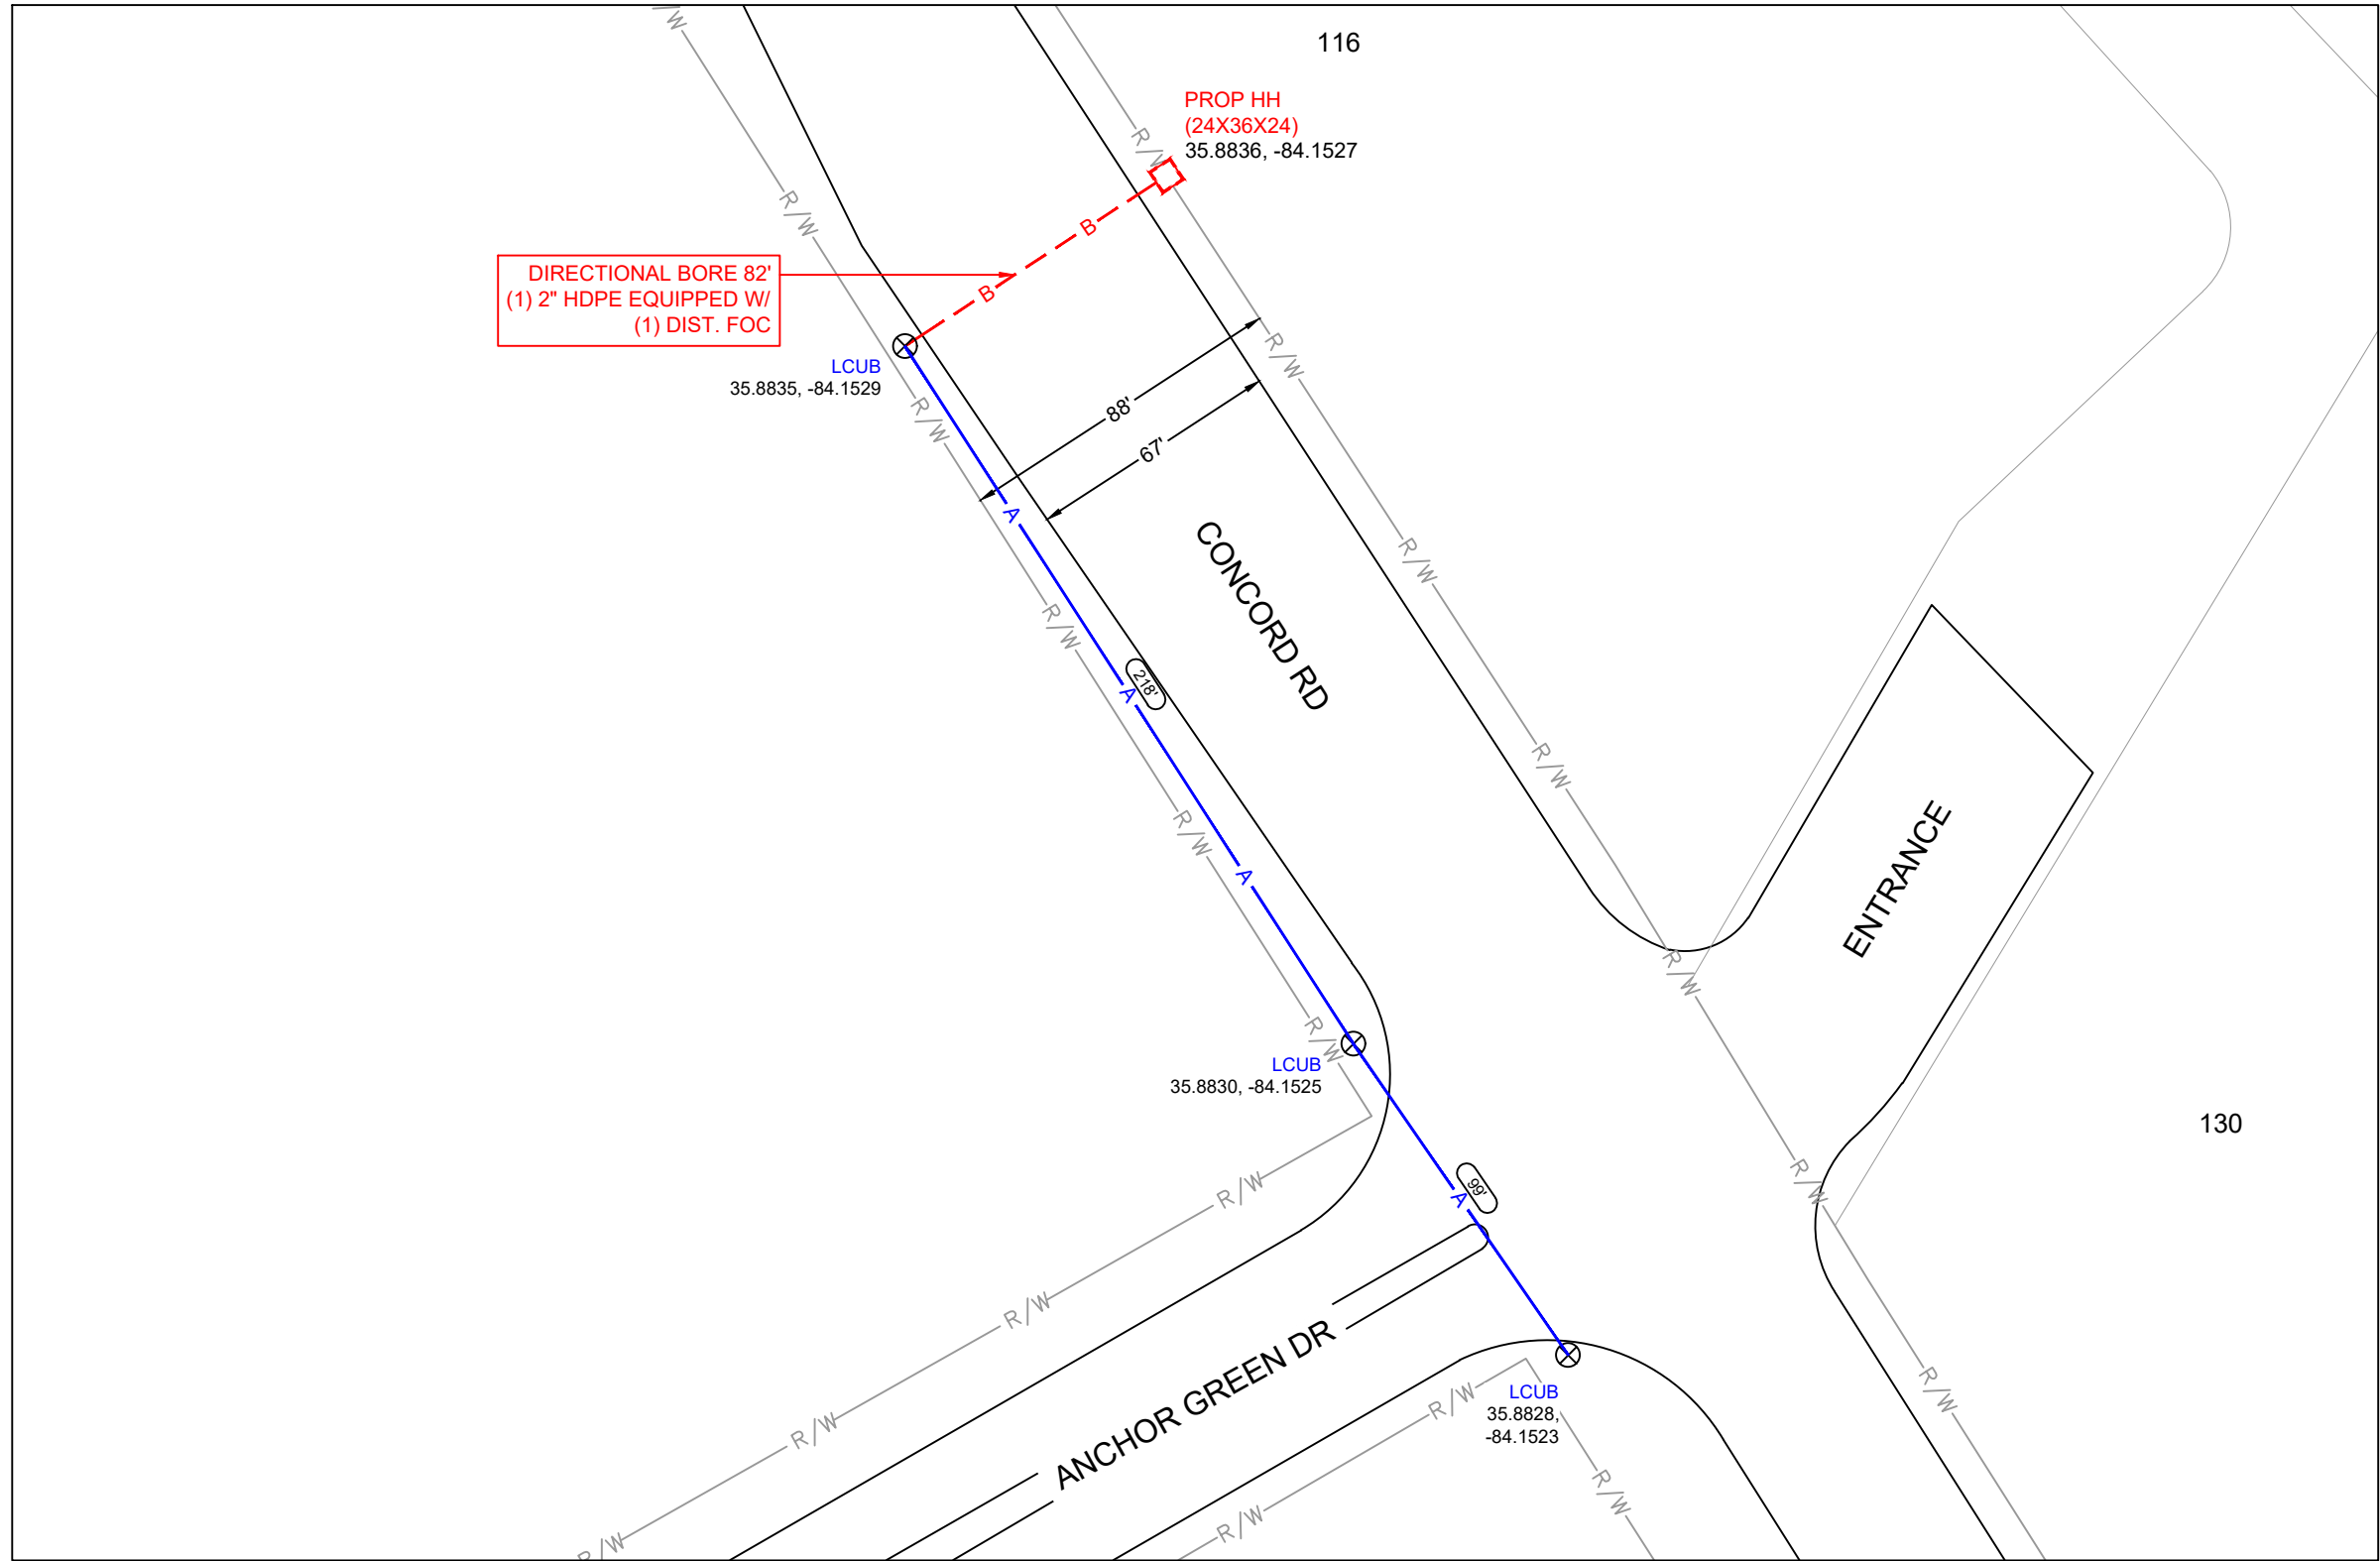 R/W
116
PROP HH
(24X36X24)
35.8836, -84.1527
R/W
R/W
B
DIRECTIONAL BORE 82'
(1) 2" HDPE EQUIPPED W/
(1) DIST. FOC
B
R/W
LCUB
35.8835, -84.1529
88'
R/W
67'
A
CONCORD RD
R/W
R/W
218'
A
R/W
R/W
ENTRANCE
A
R/W
R/W
LCUB
35.8830, -84.1525
130
R/W
99'
A
R/W
R/W
ANCHOR GREEN DR
R/W
R/W
LCUB
35.8828,
-84.1523
R/W
R/W
R/W
R/W